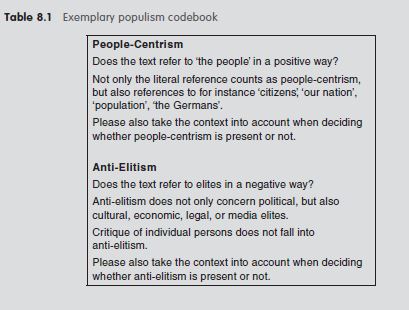 Table 8.1 Exemplary populism codebook
People-Centrism
Does the text refer to ‘the people’ in a positive way?
Not only the literal reference counts as people-centrism,
but also references to for instance ‘citizens’, ‘our nation’,
‘population’, ‘the Germans’.
Please also take the context into account when deciding
whether people-centrism is present or not.
Anti-Elitism
Does the text refer to elites in a negative way?
Anti-elitism does not only concern political, but also
cultural, economic, legal, or media elites.
Critique of individual persons does not fall into
anti-elitism.
Please also take the context into account when deciding
whether anti-elitism is present or not.